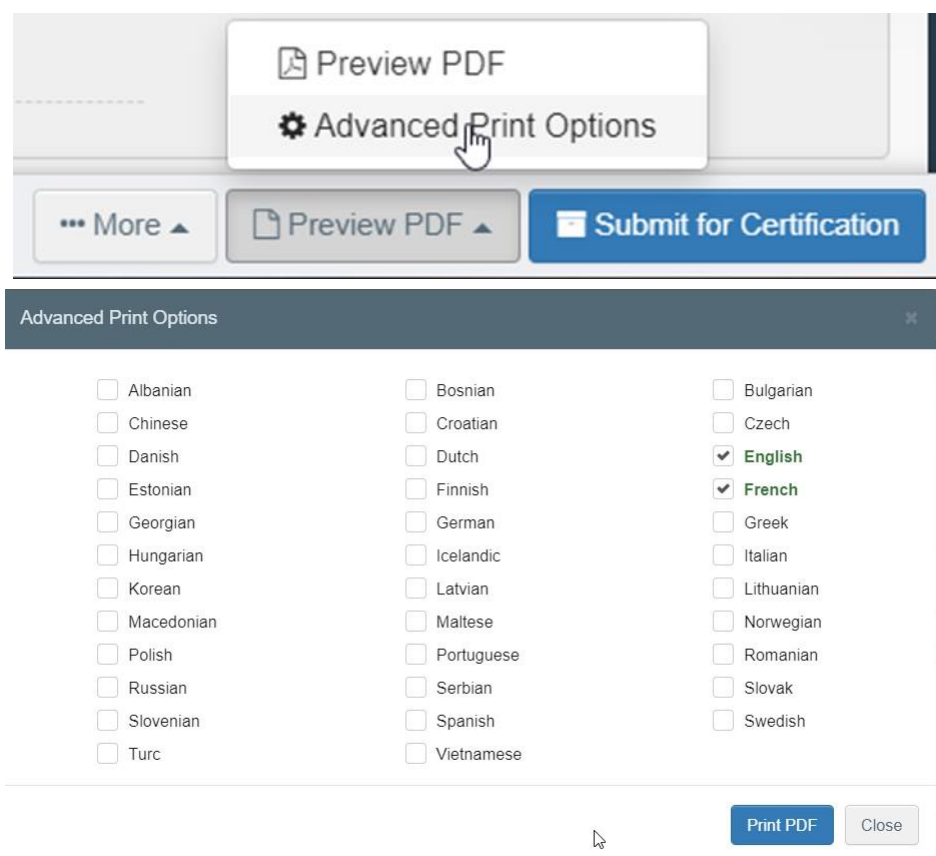 Preview PDF
Advanced Print Options
••• More Preview PDF Submit for Certification
Advanced Print Options
Albanian Bosnian Bulgarian
Chinese Croatian Czech
Danish Dutch English
Estonian Finnish French
Georgian German Greek
Hungarian Icelandic Italian
Korean Latvian Lithuanian
Macedonian Maltese Norwegian
Polish Portuguese Romanian
Russian Serbian Slovak
Slovenian Spanish Swedish
Turc Vietnamese
Print PDF Close